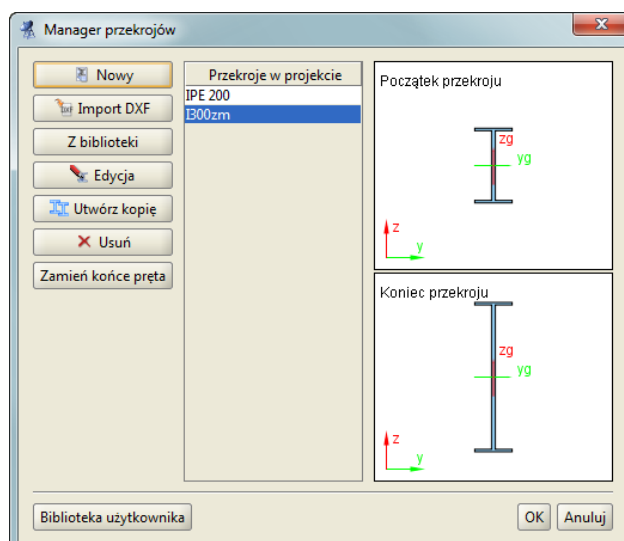 Manager przekrojów
Nowy
Import DXF
Z biblioteki
Edycja
Utwórz kopię
Usuń
Zamień końce pręta
Przekroje w projekcie
IPE 200
I300zm
Początek przekroju
zg
yg
z
y
Koniec przekroju
zg
yg
z
y
Biblioteka użytkownika
OK
Anuluj